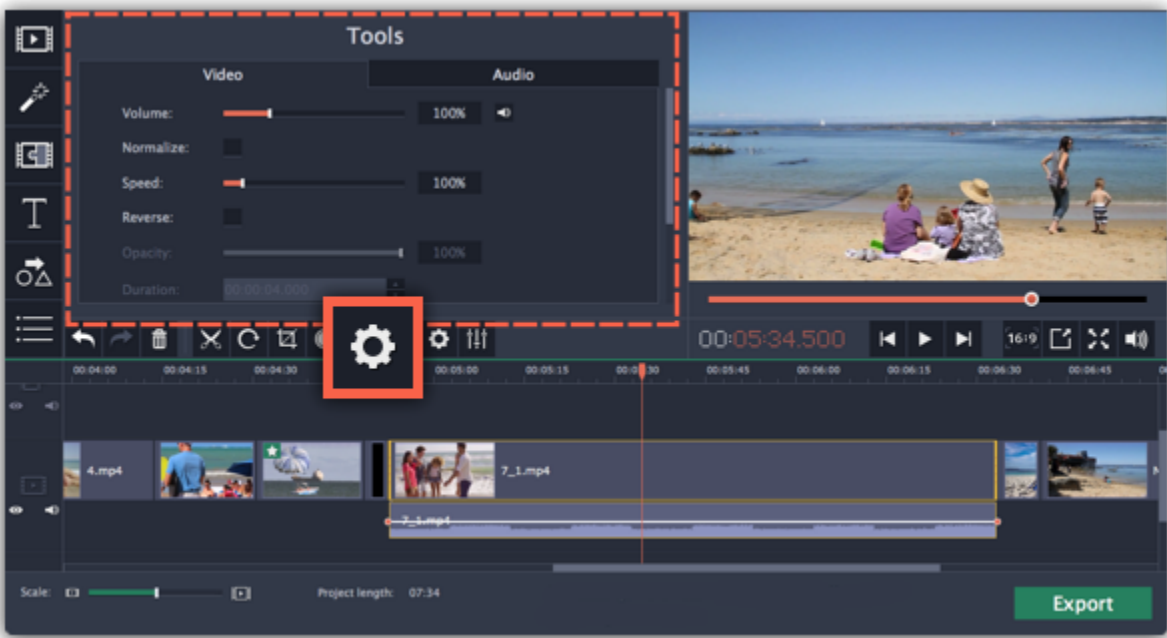 Tools
Video
Audio
Volume:
100%
Normalize:
Speed:
100%
Reverse:
Opacity:
100%
Duration:
00:00:04.000
T
00:05:34.500
16:9
00:04:00
00:04:15
00:04:30
00:05:00
00:05:15
00:05:45
00:06:00
00:06:15
00:06:30
00:06:45
4.mp4
7_1.mp4
7_1.mp4
Scale:
Project length: 07:34
Export